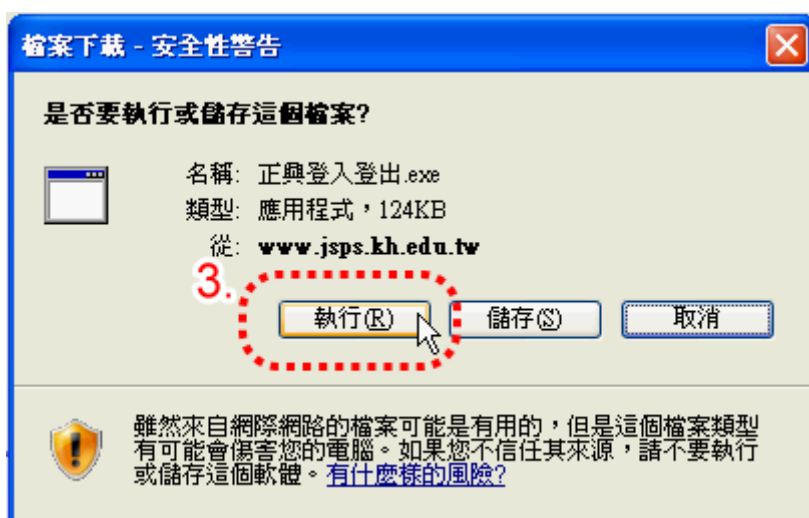 檔案下載 - 安全性警告
是否要執行或儲存這個檔案?
名稱: 正興登入登出.exe
類型: 應用程式，124KB
從: www.jsps.kh.edu.tw
3.
執行(R) 儲存(S) 取消
雖然來自網際網路的檔案可能是有用的，但是這個檔案類型
有可能會傷害您的電腦。如果您不信任其來源，請不要執行
或儲存這個軟體。有什麼樣的風險?